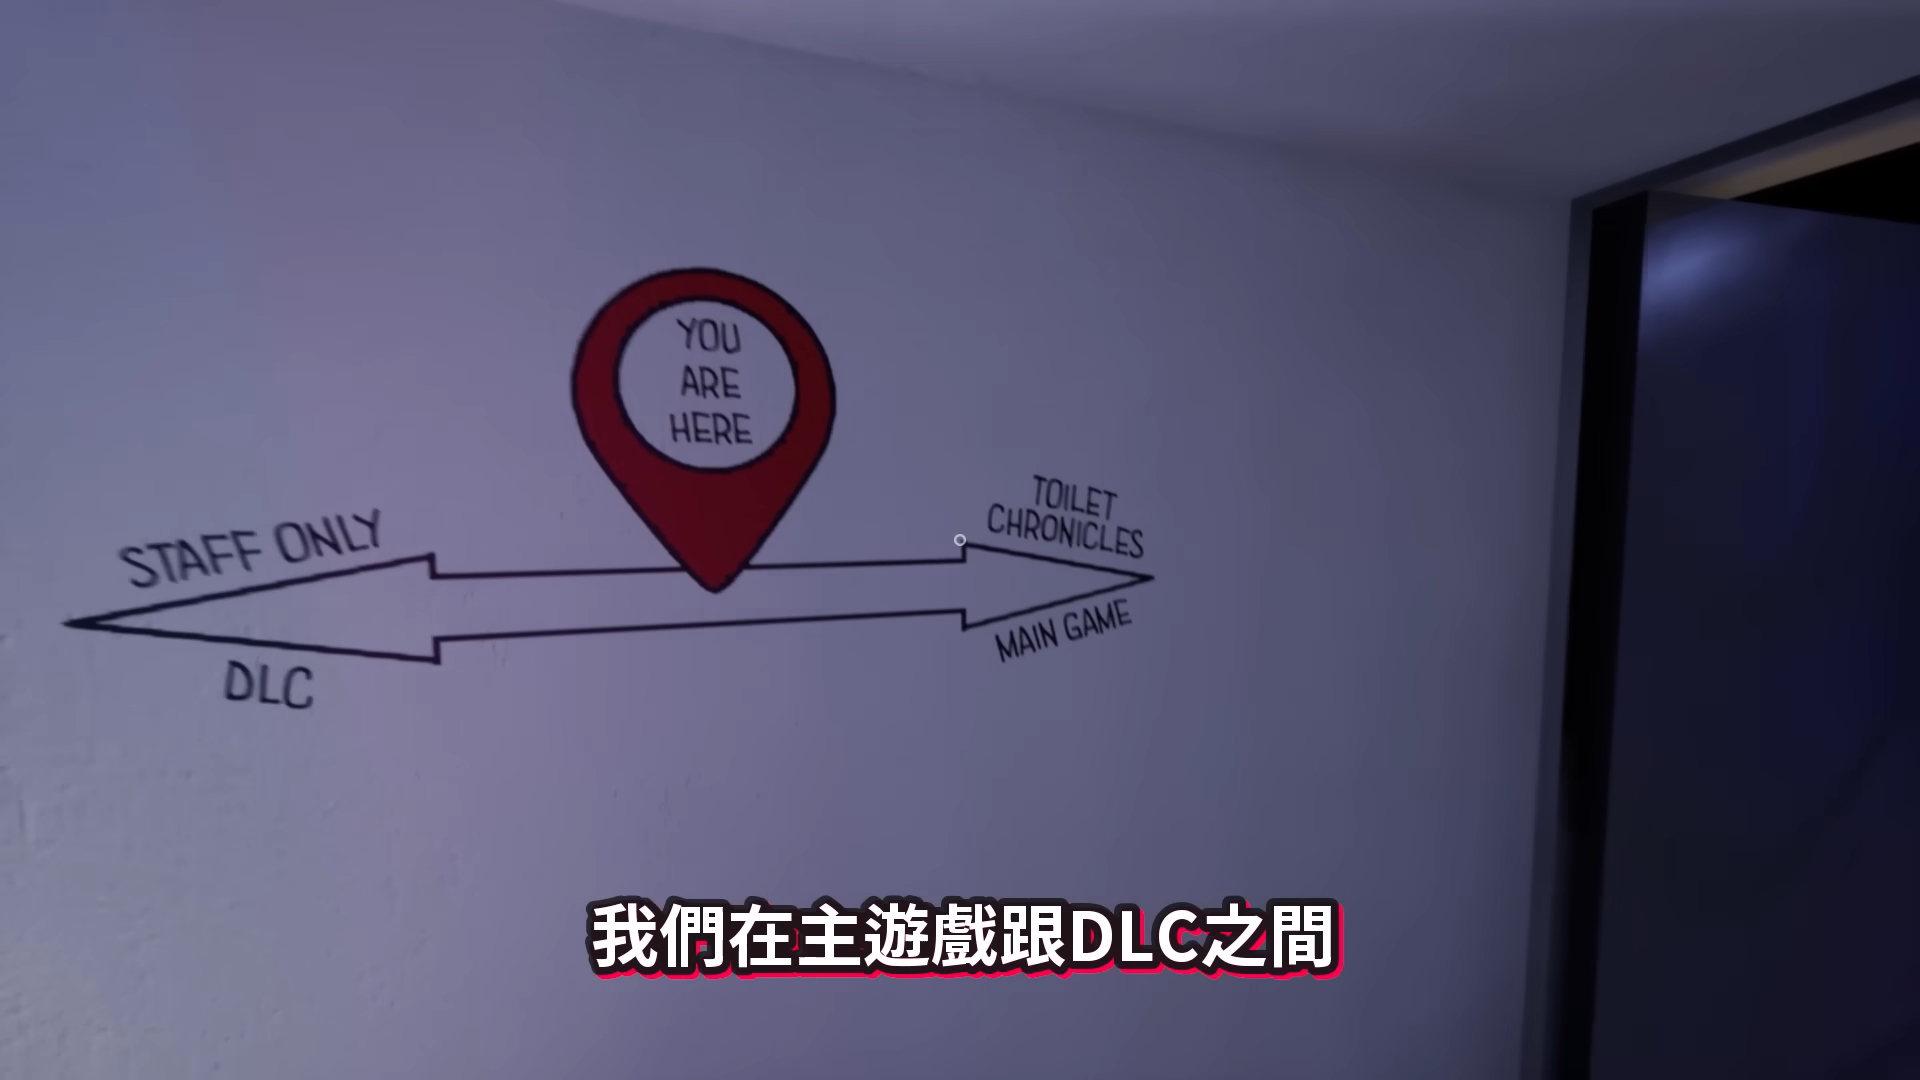 YOU
ARE
HERE
TOILET
CHRONICLES
STAFF ONLY
MAIN GAME
DLC
我們在主遊戲跟DLC之間